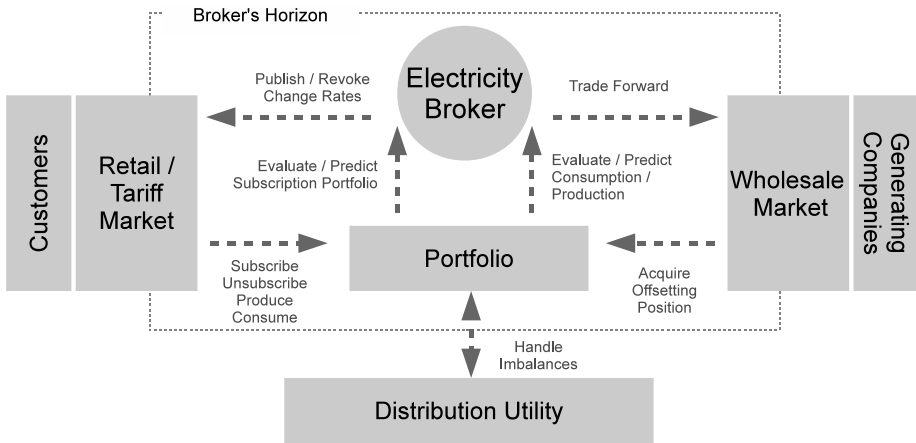 Broker's Horizon
Electricity
Broker
Publish / Revoke
Change Rates
Trade Forward
Customers
Retail /
Tariff
Market
Evaluate / Predict
Subscription Portfolio
Evaluate / Predict
Consumption /
Production
Wholesale
Market
Generating
Companies
Portfolio
Subscribe
Unsubscribe
Produce
Consume
Acquire
Offsetting
Position
Handle
Imbalances
Distribution Utility